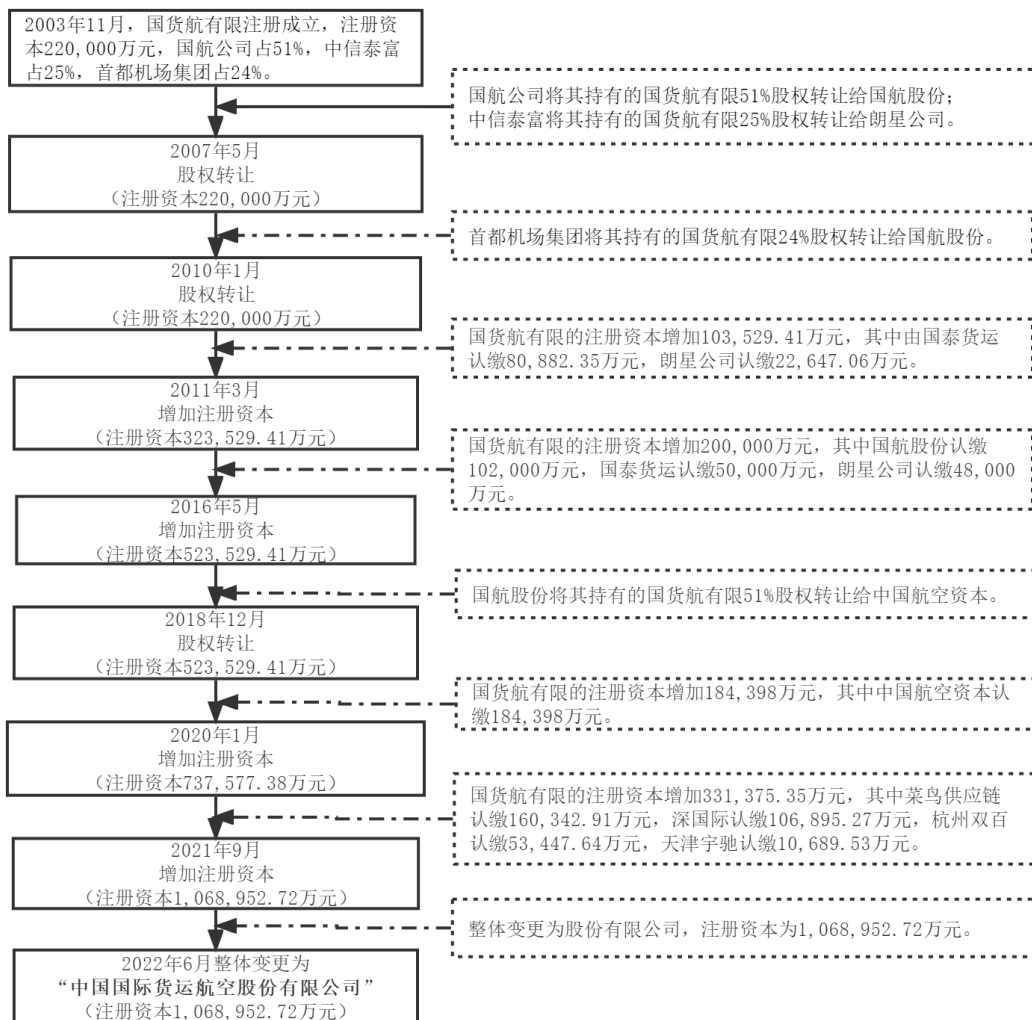 2003年11月，国货航有限注册成立，注册资
本220,000万元，国航公司占51%，中信泰富
占25%，首都机场集团占24%。
国航公司将其持有的国货航有限51%股权转让给国航股份；
中信泰富将其持有的国货航有限25%股权转让给朗星公司。
2007年5月
股权转让
（注册资本220,000万元）
首都机场集团将其持有的国货航有限24%股权转让给国航股份。
2010年1月
股权转让
（注册资本220,000万元）
国货航有限的注册资本增加103,529.41万元，其中由国泰货运
认缴80,882.35万元，朗星公司认缴22,647.06万元。
2011年3月
增加注册资本
（注册资本323,529.41万元）
国货航有限的注册资本增加200,000万元，其中国航股份认缴
102,000万元，国泰货运认缴50,000万元，朗星公司认缴48,000
万元。
2016年5月
增加注册资本
（注册资本523,529.41万元）
国航股份将其持有的国货航有限51%股权转让给中国航空资本。
2018年12月
股权转让
（注册资本523,529.41万元）
国货航有限的注册资本增加184,398万元，其中中国航空资本认
缴184,398万元。
2020年1月
增加注册资本
（注册资本737,577.38万元）
国货航有限的注册资本增加331,375.35万元，其中菜鸟供应链
认缴160,342.91万元，深国际认缴106,895.27万元，杭州双百
认缴53,447.64万元，天津宇驰认缴10,689.53万元。
2021年9月
增加注册资本
（注册资本1,068,952.72万元）
整体变更为股份有限公司，注册资本为1,068,952.72万元。
2022年6月整体变更为
“中国国际货运航空股份有限公司”
（注册资本1,068,952.72万元）